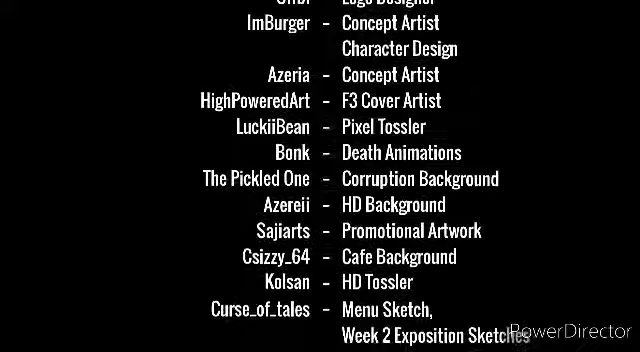 Logo Designer
ImBurger - Concept Artist
Character Design
Azeria - Concept Artist
HighPoweredArt - F3 Cover Artist
LuckiiBean - Pixel Tossler
Bonk - Death Animations
The Pickled One - Corruption Background
Azereii - HD Background
Sajiarts - Promotional Artwork
Csizzy_64 - Cafe Background
Kolsan - HD Tossler
Curse_of_tales - Menu Sketch,
Week 2 Exposition Sketches
PowerDirector